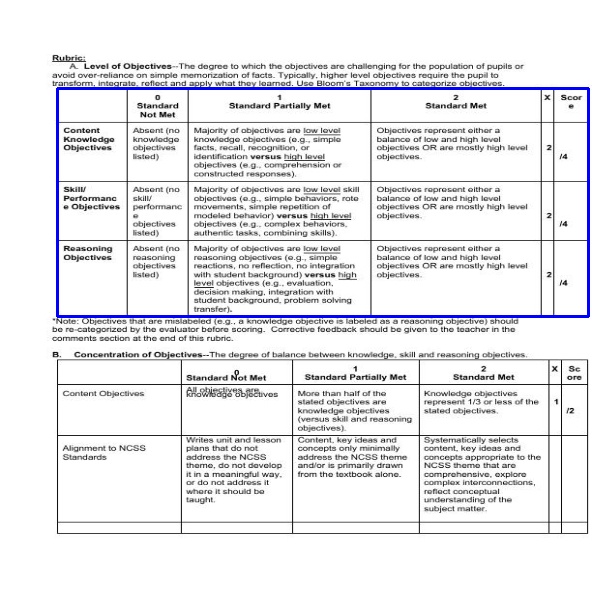 Rubric:
A. Level of Objectives--The degree to which the objectives are challenging for the population of pupils or
avoid over-reliance on simple memorization of facts. Typically, higher level objectives require the pupil to
transform, integrate, reflect and apply what they learned. Use Bloom's Taxonomy to categorize objectives.
0
Standard
Not Met
1
Standard Partially Met
2
Standard Met
X
Scor
e
Content
Knowledge
Objectives
Absent (no
knowledge
objectives
listed)
Majority of objectives are low level
knowledge objectives (e.g., simple
facts, recall, recognition, or
identification versus high level
objectives (e.g., comprehension or
constructed responses).
Objectives represent either a
balance of low and high level
objectives OR are mostly high level
objectives.
2
/4
Skill/
Performanc
e Objectives
Absent (no
skill/
performanc
e
objectives
listed)
Majority of objectives are low level skill
objectives (e.g., simple behaviors, rote
movements, simple repetition of
modeled behavior) versus high level
objectives (e.g., complex behaviors,
authentic tasks, combining skills).
Objectives represent either a
balance of low and high level
objectives OR are mostly high level
objectives.
2
/4
Reasoning
Objectives
Absent (no
reasoning
objectives
listed)
Majority of objectives are low level
reasoning objectives (e.g., simple
reactions, no reflection, no integration
with student background) versus high
level objectives (e.g., evaluation,
decision making, integration with
student background, problem solving
transfer).
Objectives represent either a
balance of low and high level
objectives OR are mostly high level
objectives.
2
/4
*Note: Objectives that are mislabeled (e.g., a knowledge objective is labeled as a reasoning objective) should
be re-categorized by the evaluator before scoring. Corrective feedback should be given to the teacher in the
comments section at the end of this rubric.
B. Concentration of Objectives--The degree of balance between knowledge, skill and reasoning objectives.
0
Standard Not Met
1
Standard Partially Met
2
Standard Met
X
Sc
ore
Content Objectives
All objectives are
knowledge objectives
More than half of the
stated objectives are
knowledge objectives
(versus skill and reasoning
objectives).
Knowledge objectives
represent 1/3 or less of the
stated objectives.
1
/2
Alignment to NCSS
Standards
Writes unit and lesson
plans that do not
address the NCSS
theme, do not develop
it in a meaningful way,
or do not address it
where it should be
taught.
Content, key ideas and
concepts only minimally
address the NCSS theme
and/or is primarily drawn
from the textbook alone.
Systematically selects
content, key ideas and
concepts appropriate to the
NCSS theme that are
comprehensive, explore
complex interconnections,
reflect conceptual
understanding of the
subject matter.